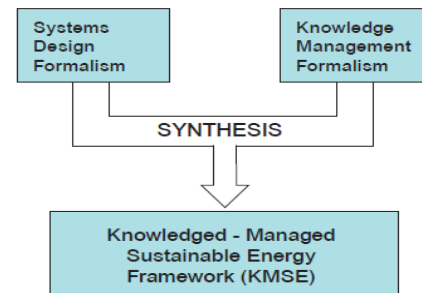 Systems
Design
Formalism
Knowledge
Management
Formalism
SYNTHESIS
Knowledged - Managed
Sustainable Energy
Framework (KMSE)